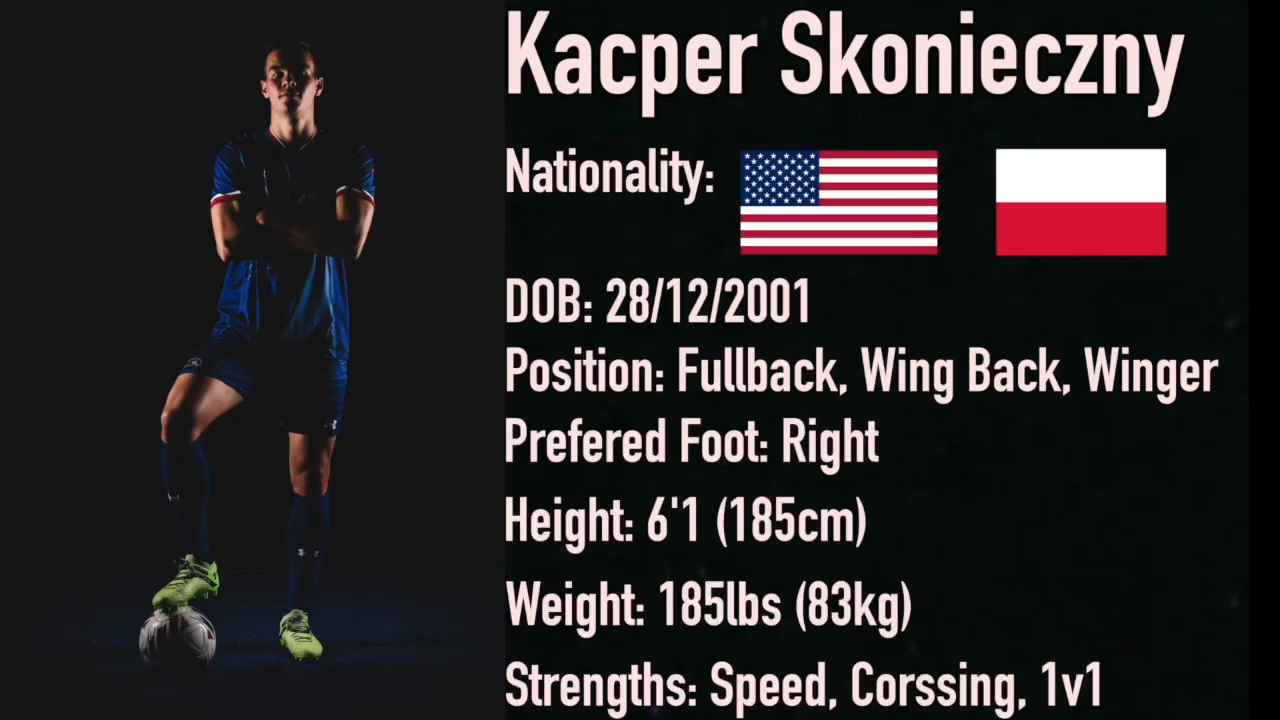 Kacper Skonieczny
Nationality:
DOB: 28/12/2001
Position: Fullback, Wing Back, Winger
Prefered Foot: Right
Height: 6'1 (185cm)
Weight: 185lbs (83kg)
Strengths: Speed, Corssing, 1v1